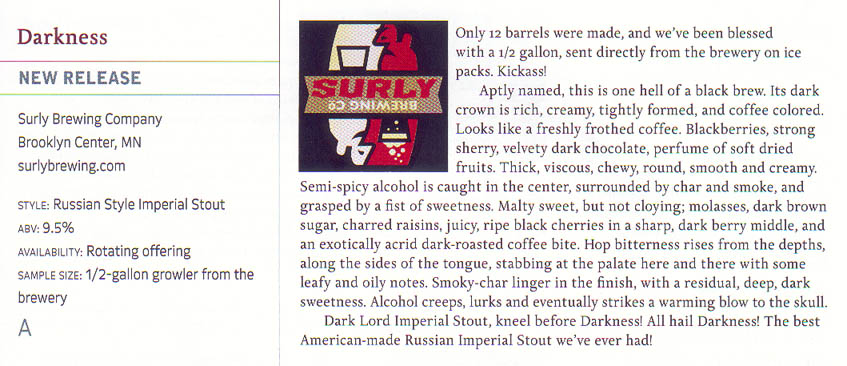 Darkness
NEW RELEASE
Surly Brewing Company
Brooklyn Center, MN
surlybrewing.com
STYLE: Russian Style Imperial Stout
ABV: 9.5%
AVAILABILITY: Rotating offering
SAMPLE SIZE: 1/2-gallon growler from the
brewery
A
SURLY
BREWING CO
Only 12 barrels were made, and we've been blessed
with a 1/2 gallon, sent directly from the brewery on ice
packs. Kickass!
Aptly named, this is one hell of a black brew. Its dark
crown is rich, creamy, tightly formed, and coffee colored.
Looks like a freshly frothed coffee. Blackberries, strong
sherry, velvety dark chocolate, perfume of soft dried
fruits. Thick, viscous, chewy, round, smooth and creamy.
Semi-spicy alcohol is caught in the center, surrounded by char and smoke, and
grasped by a fist of sweetness. Malty sweet, but not cloying; molasses, dark brown
sugar, charred raisins, juicy, ripe black cherries in a sharp, dark berry middle, and
an exotically acrid dark-roasted coffee bite. Hop bitterness rises from the depths,
along the sides of the tongue, stabbing at the palate here and there with some
leafy and oily notes. Smoky-char linger in the finish, with a residual, deep, dark
sweetness. Alcohol creeps, lurks and eventually strikes a warming blow to the skull.
Dark Lord Imperial Stout, kneel before Darkness! All hail Darkness! The best
American-made Russian Imperial Stout we've ever had!